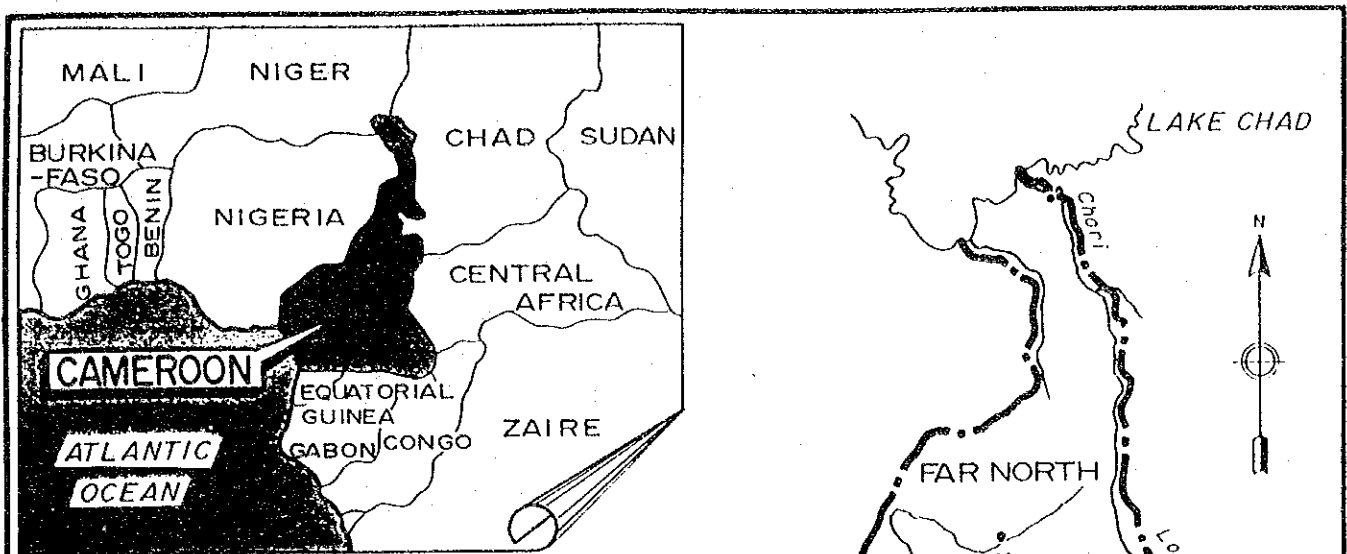 MALI
NIGER
CHAD
SUDAN
BURKINA
-FASO
GHANA
TOGO
BENIN
NIGERIA
CENTRAL
AFRICA
CAMEROON
EQUATORIAL
GUINEA
GABON
CONGO
ZAIRE
ATLANTIC
OCEAN
LAKE CHAD
Chari
N
FAR NORTH
Lo